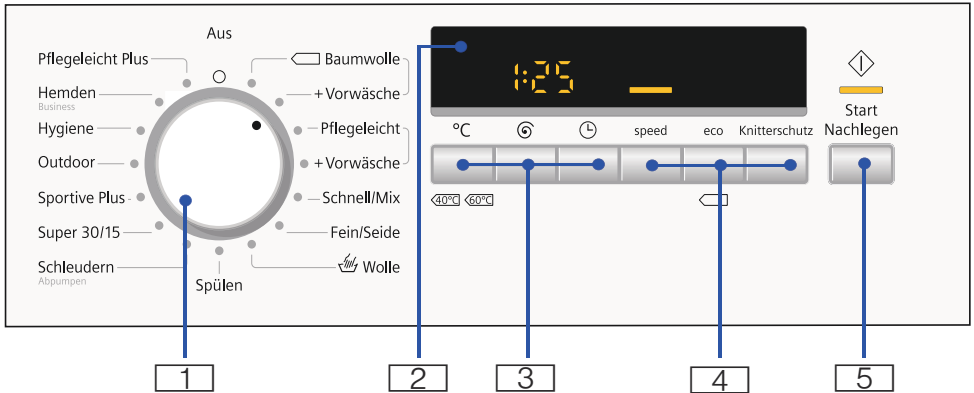 Aus
Pflegeleicht Plus
Hemden
Business
Hygiene
Outdoor
Sportive Plus
Super 30/15
Schleudern
Abpumpen
Spülen
Baumwolle
+Vorwäsche
Pflegeleicht
+Vorwäsche
Schnell/Mix
Fein/Seide
Wolle
1:25
°C
speed
eco
Knitterschutz
40°C 60°C
Start
Nachlegen
1
2
3
4
5